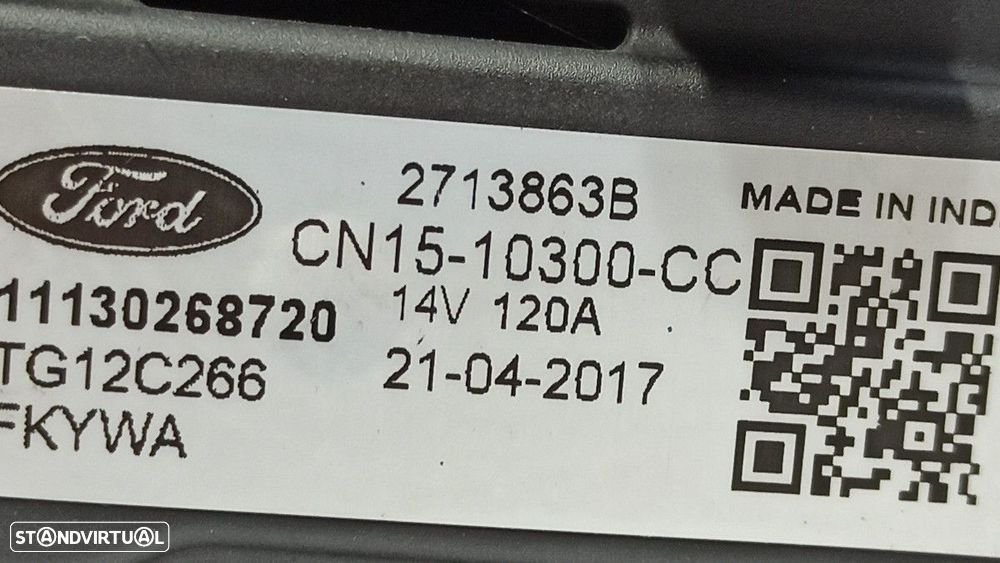 Ford
2713863B
MADE IN IND
CN15-10300-CC
11130268720
14V 120A
TG12C266
21-04-2017
FKYWA
STANDVIRTUAL